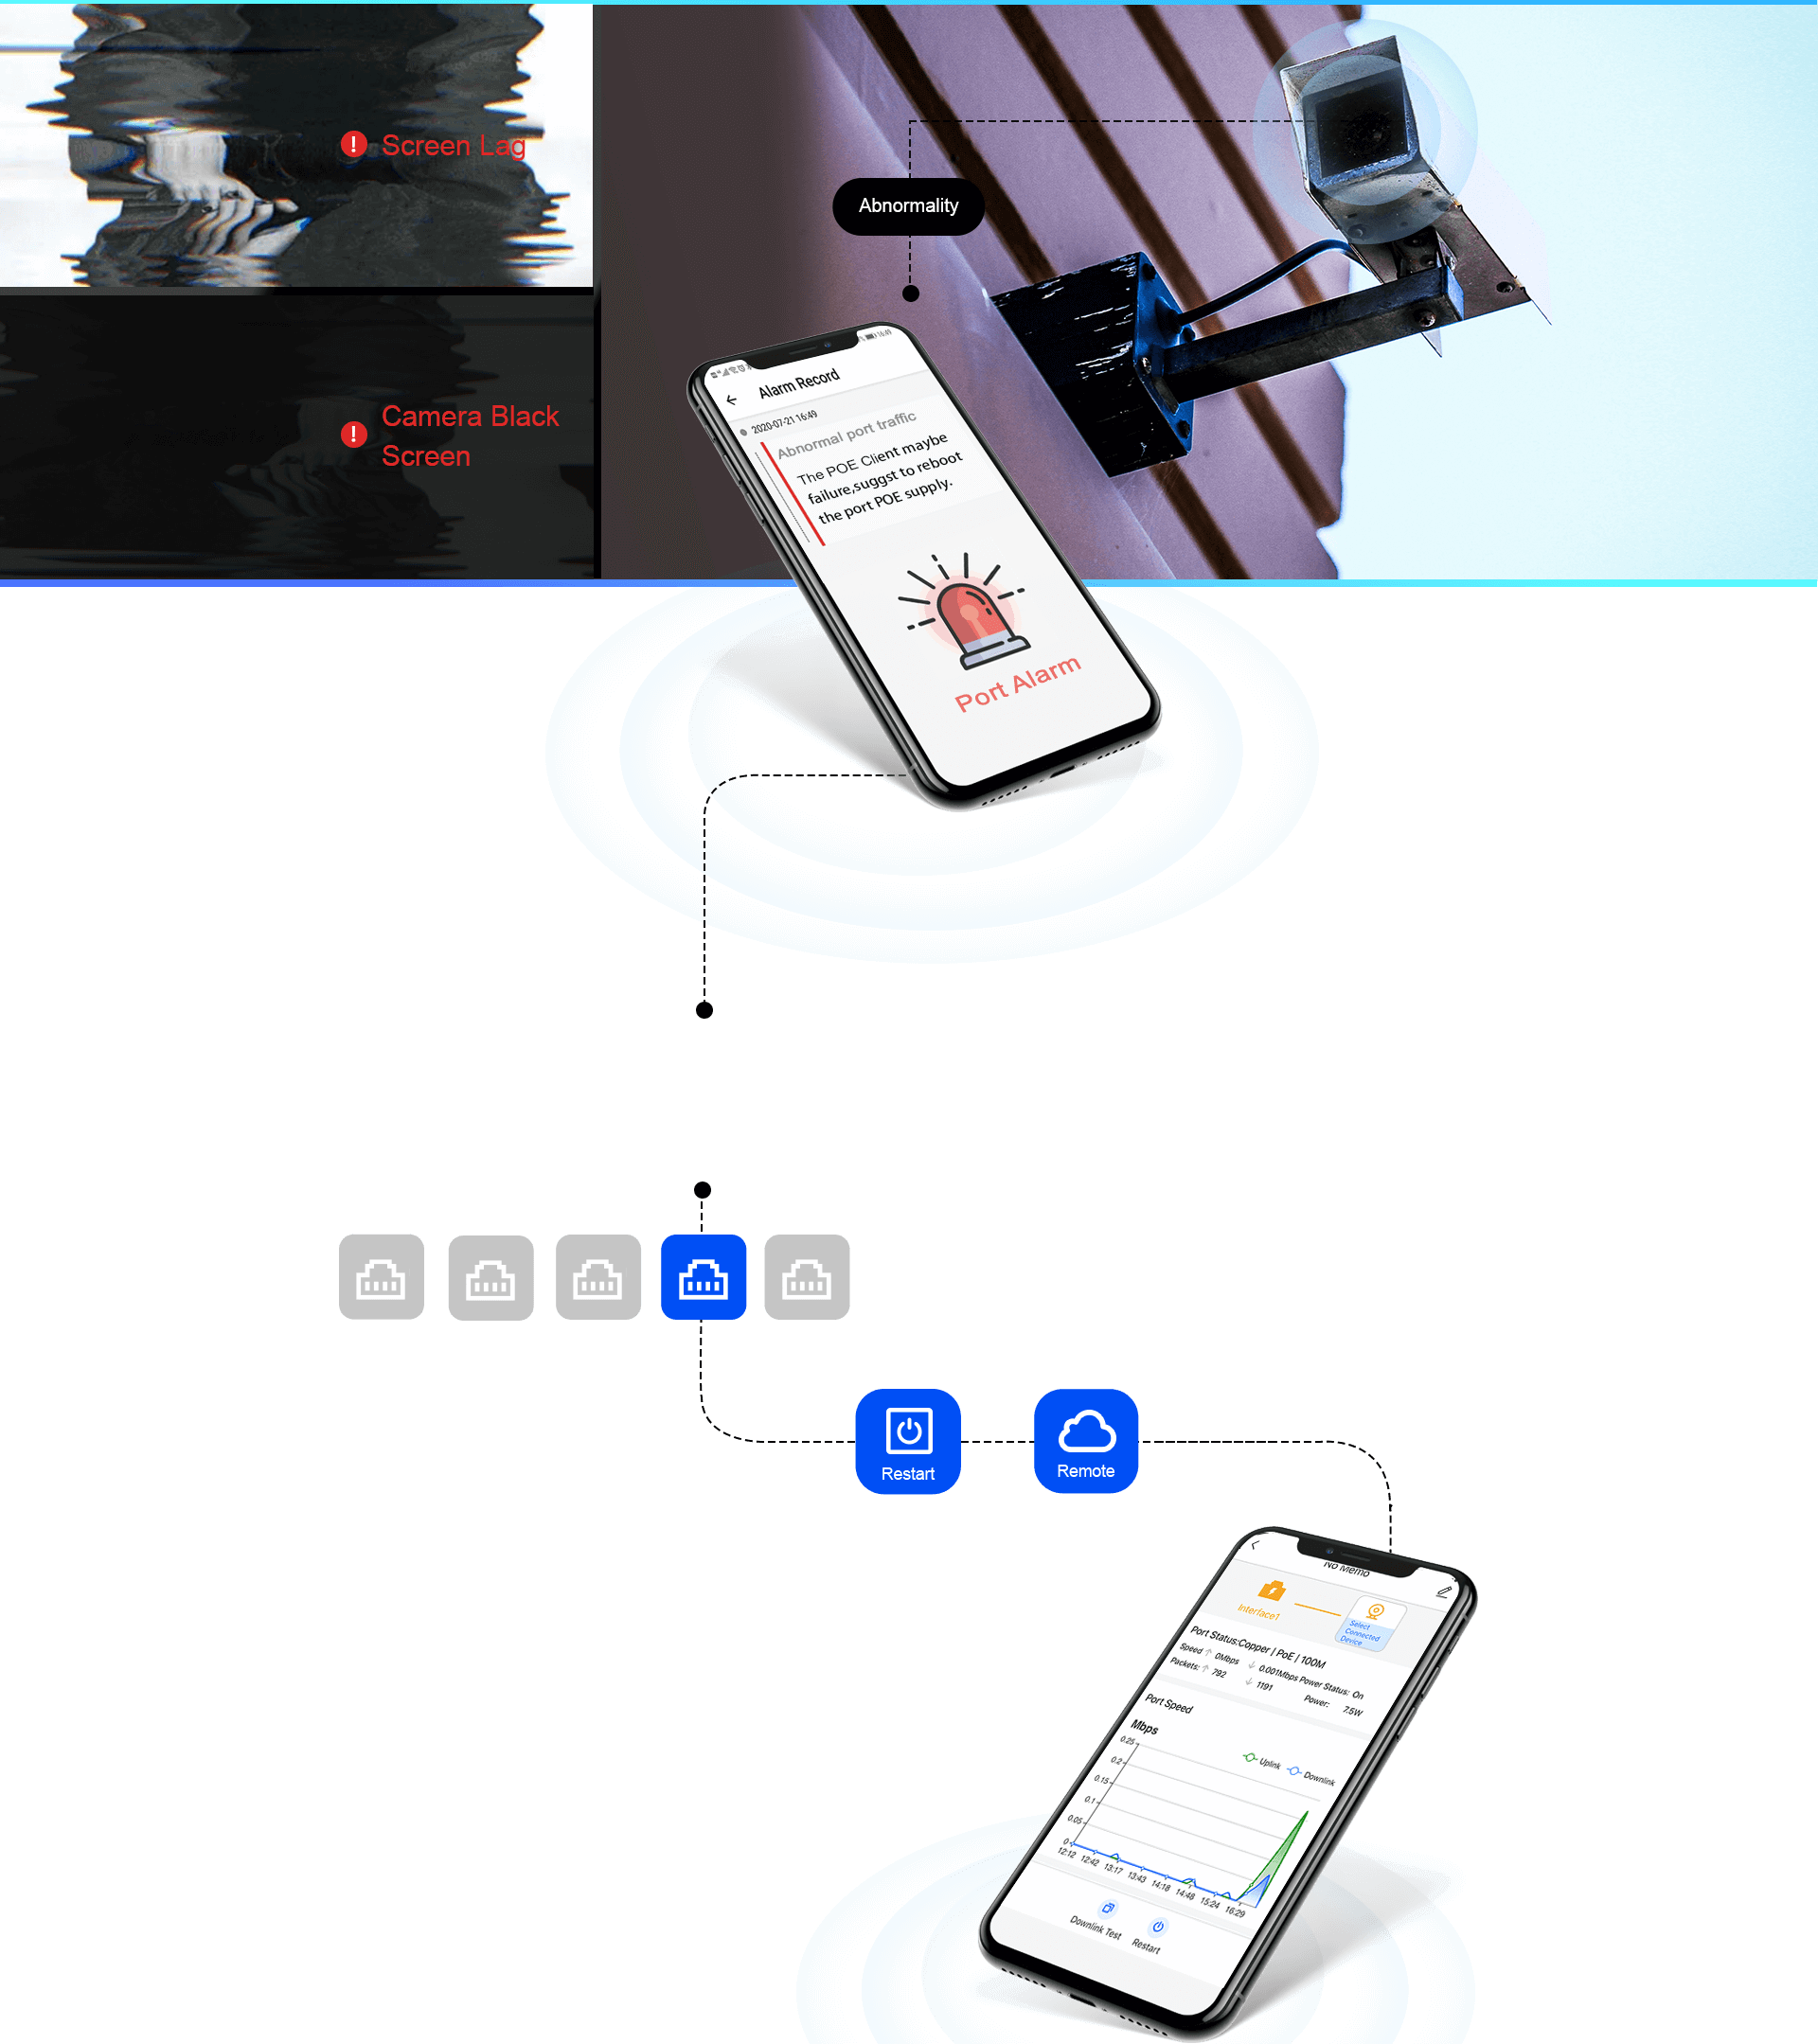 Screen Lag
Abnormality
Camera Black
Screen
16:49
Alarm Record
2020-07-21 16:49
Abnormal port traffic
The POE Client maybe
failure,suggst to reboot
the port POE supply.
Port Alarm
Restart
Remote
No Memo
Interface1
Select
Connected
Device
Port Status:Copper | PoE | 100M
Speed ↑ 0Mbps ↓ 0.001Mbps Power Status: On
Packets: ↑ 792 ↓ 1191 Power: 7.5W
Port Speed
Mbps
Uplink Downlink
0.25
0.2
0.15
0.1
0.05
0
12:12 12:42 13:17 13:43 14:18 14:48 15:24 16:29
Downlink Test Restart